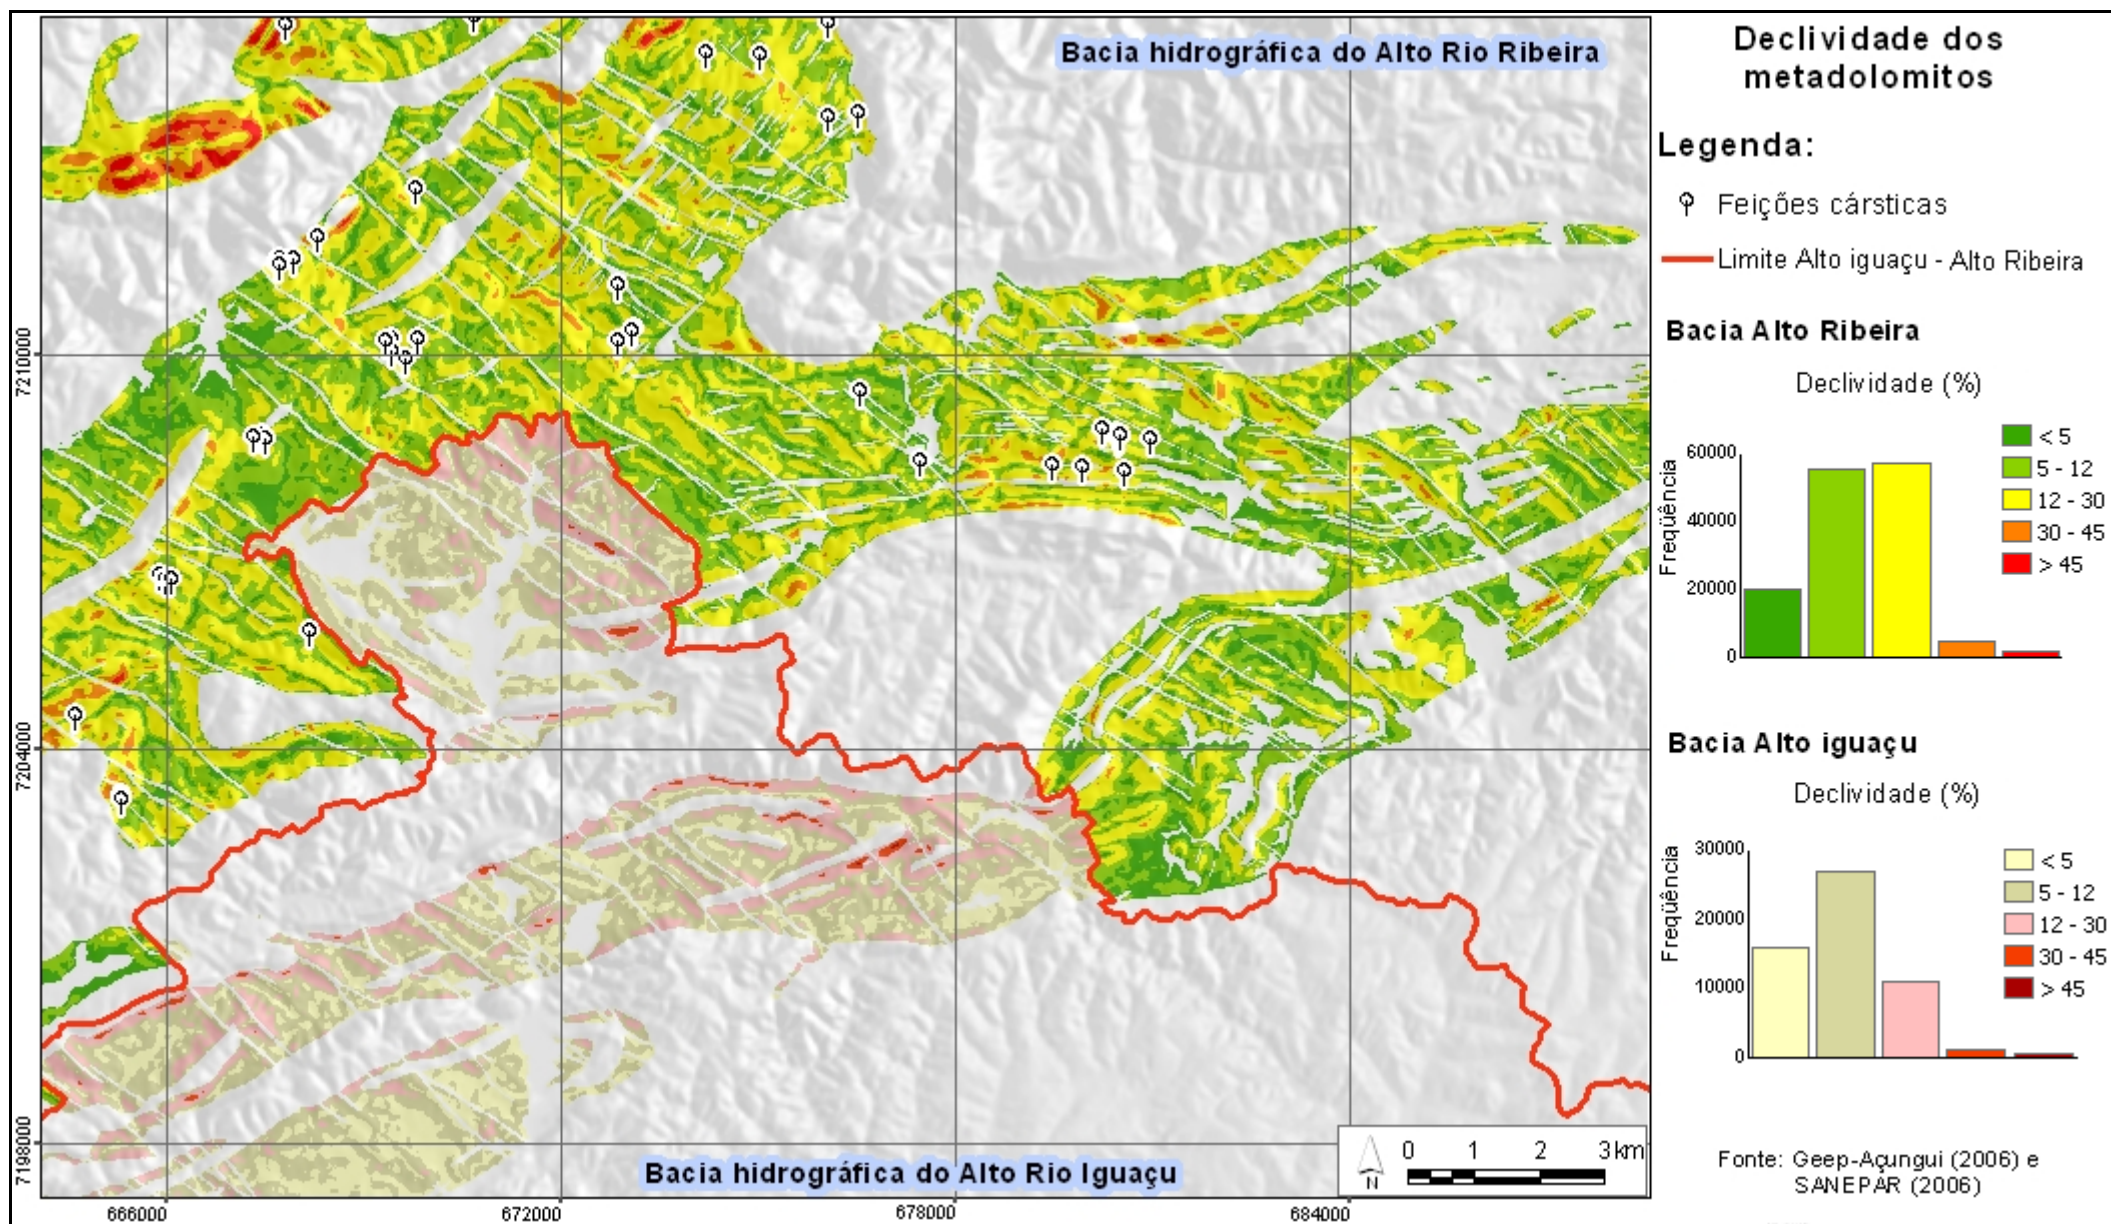 Bacia hidrográfica do Alto Rio Ribeira
Bacia hidrográfica do Alto Rio Iguaçu
7210000
7204000
7198000
666000
672000
678000
684000
N
0 1 2 3 km
Declividade dos
metadolomitos
Legenda:
Feições cársticas
Limite Alto iguaçu - Alto Ribeira
Bacia Alto Ribeira
Declividade (%)
Freqüência
60000
40000
20000
0
< 5
5 - 12
12 - 30
30 - 45
> 45
Bacia Alto iguaçu
Declividade (%)
Freqüência
30000
20000
10000
0
< 5
5 - 12
12 - 30
30 - 45
> 45
Fonte: Geep-Açungui (2006) e
SANEPAR (2006)